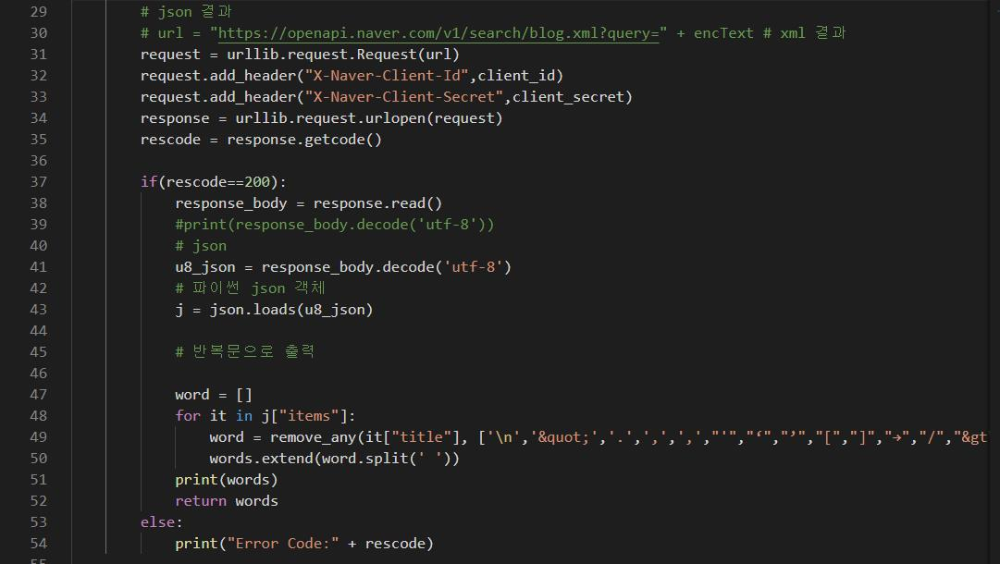 29 # json 결과
30 # url = "https://openapi.naver.com/v1/search/blog.xml?query=" + encText # xml 결과
31 request = urllib.request.Request(url)
32 request.add_header("X-Naver-Client-Id",client_id)
33 request.add_header("X-Naver-Client-Secret",client_secret)
34 response = urllib.request.urlopen(request)
35 rescode = response.getcode()
36
37 if(rescode==200):
38 response_body = response.read()
39 #print(response_body.decode('utf-8'))
40 # json
41 u8_json = response_body.decode('utf-8')
42 # 파이썬 json 객체
43 j = json.loads(u8_json)
44
45 # 반복문으로 출력
46
47 word = []
48 for it in j["items"]:
49 word = remove_any(it["title"], ['\n','&quot;','.',',',',',"'","‘","’","[","]","→","/","&gt
50 words.extend(word.split(' '))
51 print(words)
52 return words
53 else:
54 print("Error Code:" + rescode)
55